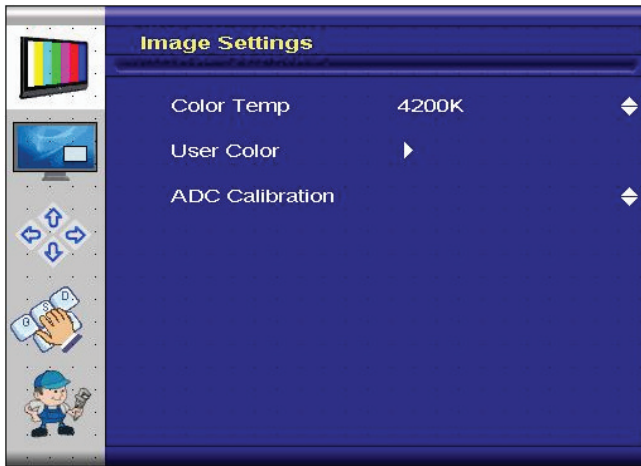 Image Settings
Color Temp 4200K
User Color
ADC Calibration
Q S D